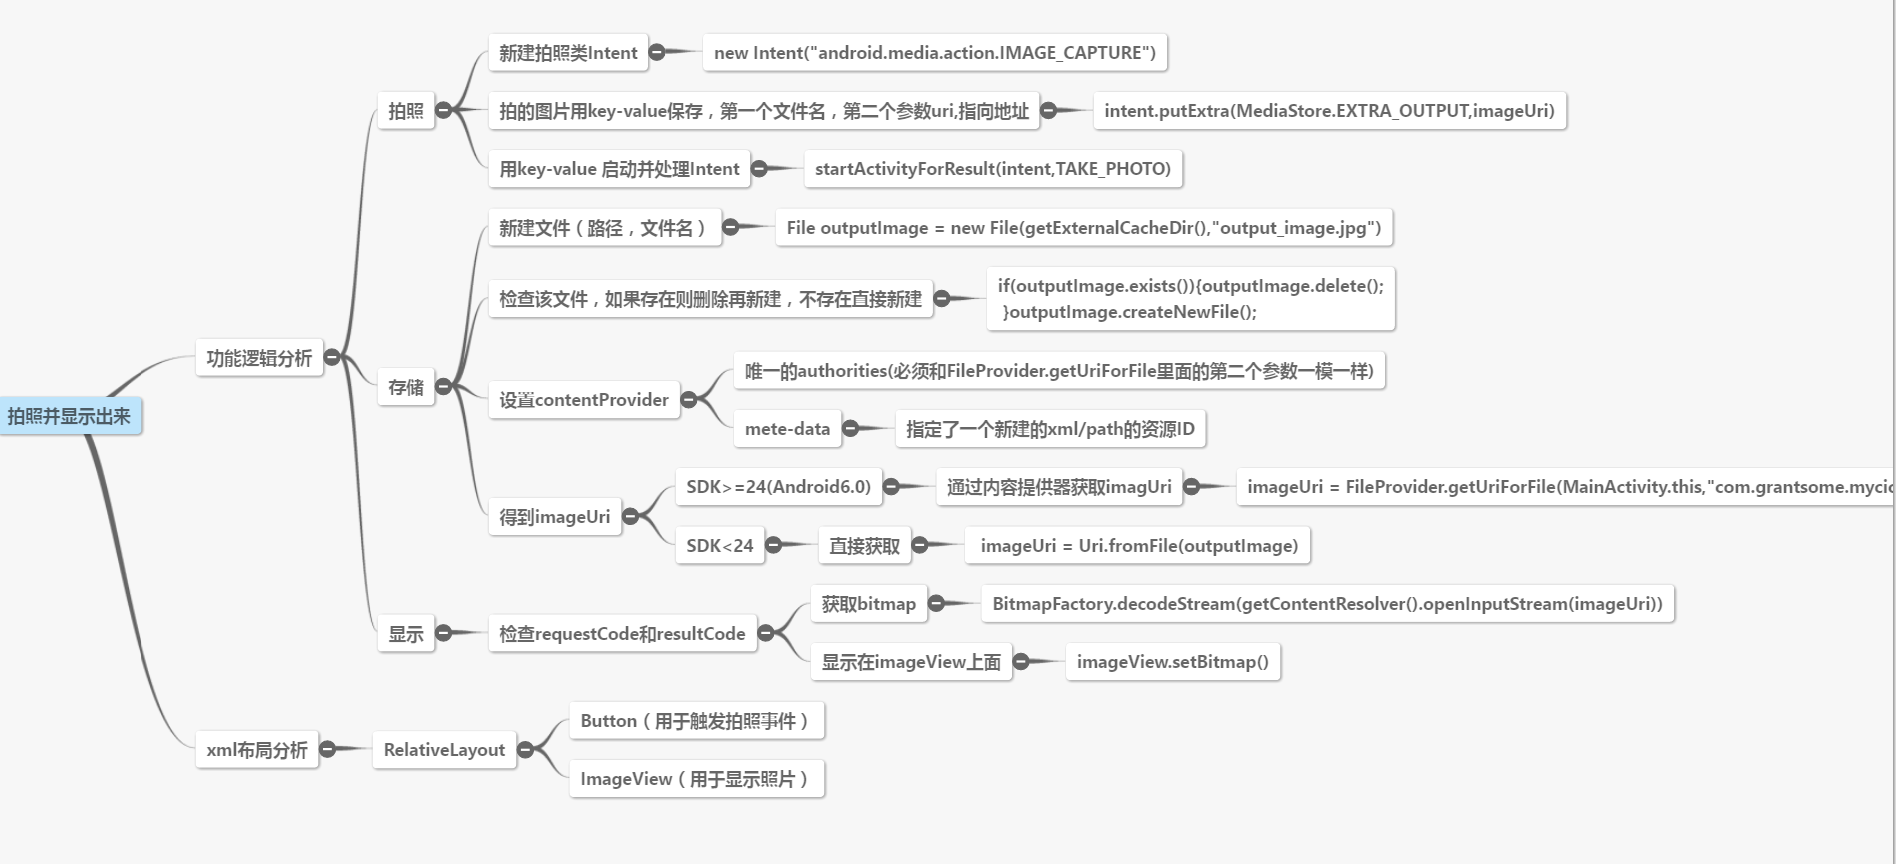 拍照并显示出来
功能逻辑分析
拍照
新建拍照类Intent
new Intent("android.media.action.IMAGE_CAPTURE")
拍的图片用key-value保存，第一个文件名，第二个参数uri,指向地址
intent.putExtra(MediaStore.EXTRA_OUTPUT,imageUri)
用key-value 启动并处理Intent
startActivityForResult(intent,TAKE_PHOTO)
存储
新建文件（路径，文件名）
File outputImage = new File(getExternalCacheDir(),"output_image.jpg")
检查该文件，如果存在则删除再新建，不存在直接新建
if(outputImage.exists()){outputImage.delete();
}outputImage.createNewFile();
设置contentProvider
唯一的authorities(必须和FileProvider.getUriForFile里面的第二个参数一模一样)
mete-data
指定了一个新建的xml/path的资源ID
得到imageUri
SDK>=24(Android6.0)
通过内容提供器获取imagUri
imageUri = FileProvider.getUriForFile(MainActivity.this,"com.grantsome.myci
SDK<24
直接获取
imageUri = Uri.fromFile(outputImage)
显示
检查requestCode和resultCode
获取bitmap
BitmapFactory.decodeStream(getContentResolver().openInputStream(imageUri))
显示在imageView上面
imageView.setBitmap()
xml布局分析
RelativeLayout
Button（用于触发拍照事件）
ImageView（用于显示照片）